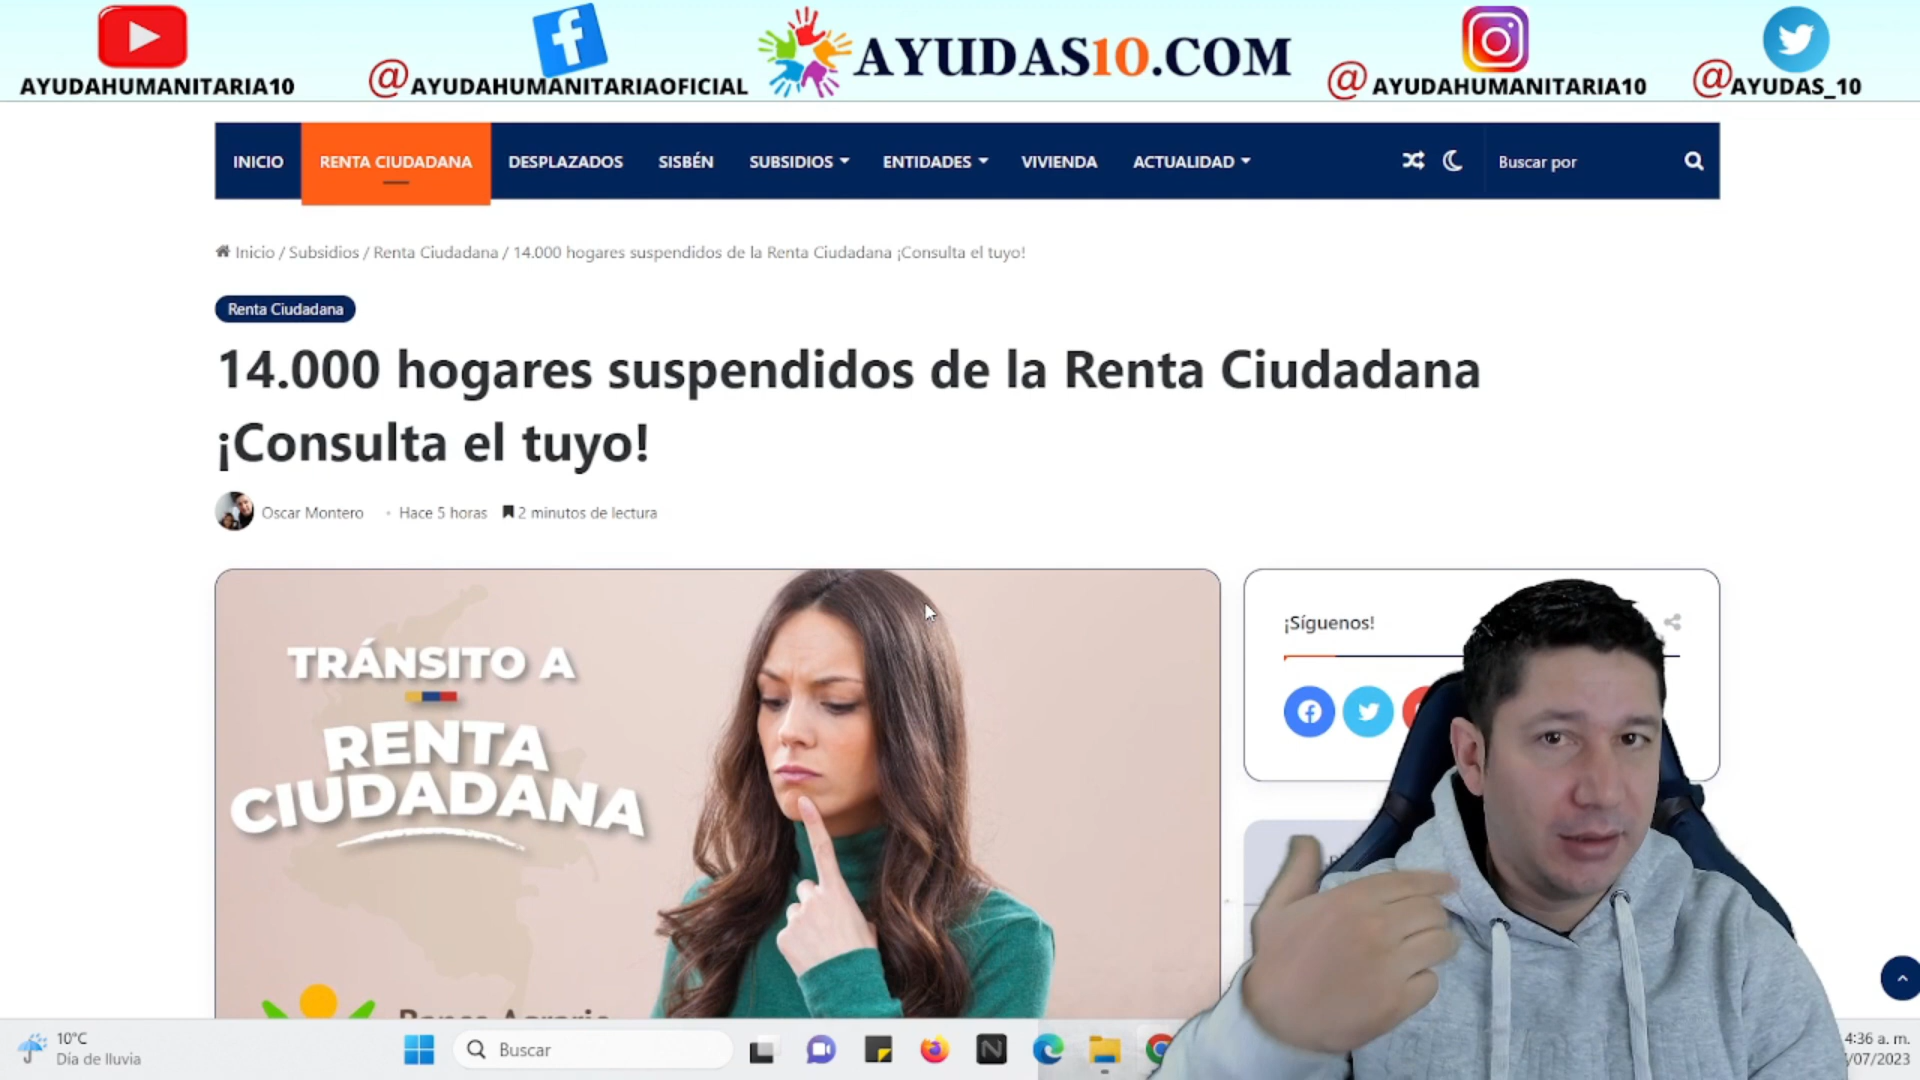 AYUDAHUMANITARIA10
@AYUDAHUMANITARIAOFICIAL
AYUDAS10.COM
@AYUDAHUMANITARIA10
@AYUDAS_10
INICIO RENTA CIUDADANA DESPLAZADOS SISBÉN SUBSIDIOS ENTIDADES VIVIENDA ACTUALIDAD Buscar por
Inicio / Subsidios / Renta Ciudadana / 14.000 hogares suspendidos de la Renta Ciudadana ¡Consulta el tuyo!
Renta Ciudadana
14.000 hogares suspendidos de la Renta Ciudadana
¡Consulta el tuyo!
Oscar Montero • Hace 5 horas 2 minutos de lectura
TRÁNSITO A
RENTA
CIUDADANA
¡Síguenos!
10°C
Día de lluvia
Buscar
4:36 a. m.
/07/2023